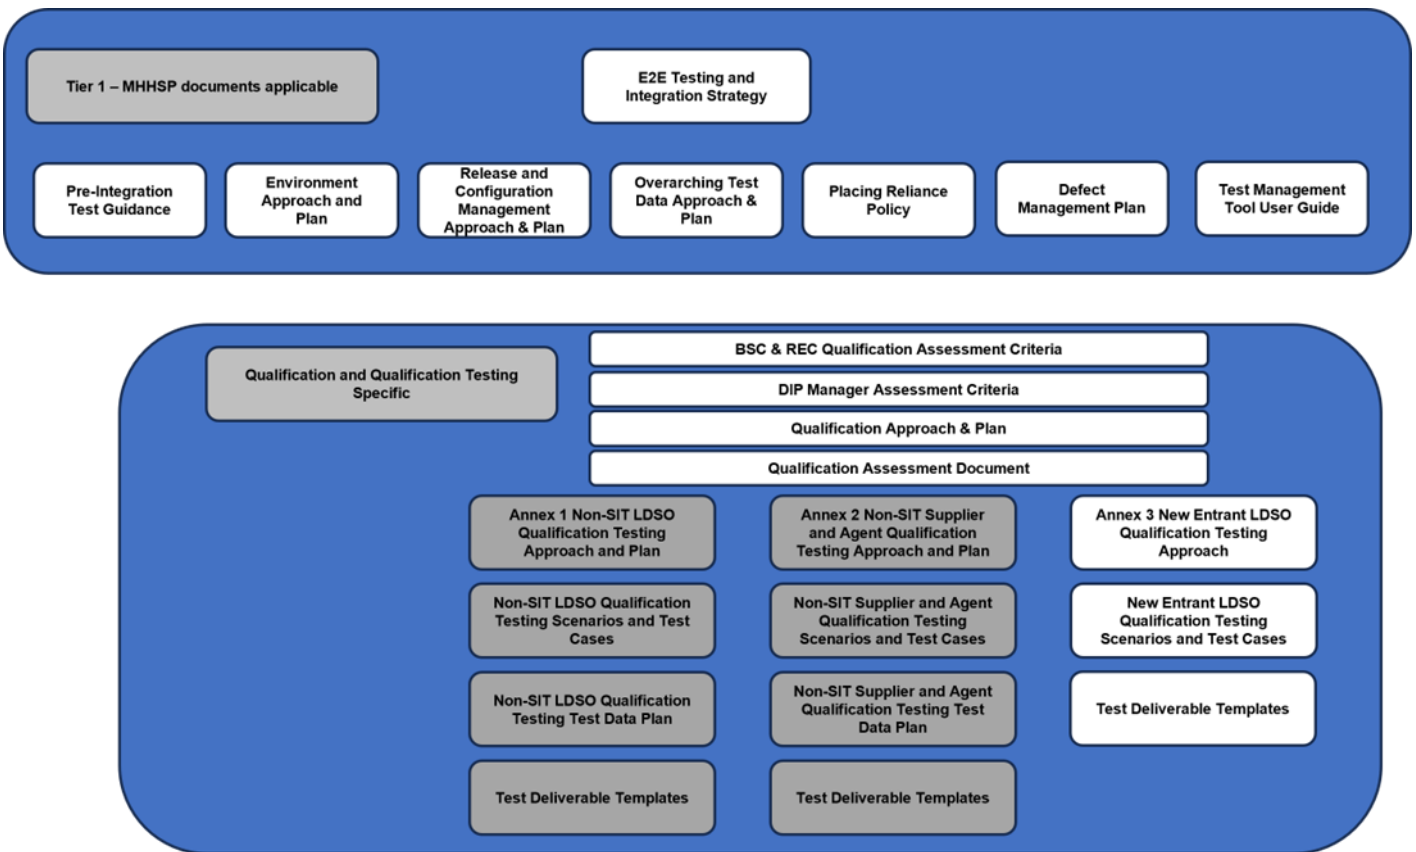 Tier 1 – MHHSP documents applicable
E2E Testing and
Integration Strategy
Pre-Integration
Test Guidance
Environment
Approach and
Plan
Release and
Configuration
Management
Approach & Plan
Overarching Test
Data Approach &
Plan
Placing Reliance
Policy
Defect
Management Plan
Test Management
Tool User Guide
Qualification and Qualification Testing
Specific
BSC & REC Qualification Assessment Criteria
DIP Manager Assessment Criteria
Qualification Approach & Plan
Qualification Assessment Document
Annex 1 Non-SIT LDSO
Qualification Testing
Approach and Plan
Annex 2 Non-SIT Supplier
and Agent Qualification
Testing Approach and Plan
Annex 3 New Entrant LDSO
Qualification Testing
Approach
Non-SIT LDSO Qualification
Testing Scenarios and Test
Cases
Non-SIT Supplier and Agent
Qualification Testing
Scenarios and Test Cases
New Entrant LDSO
Qualification Testing
Scenarios and Test Cases
Non-SIT LDSO Qualification
Testing Test Data Plan
Non-SIT Supplier and Agent
Qualification Testing Test
Data Plan
Test Deliverable Templates
Test Deliverable Templates
Test Deliverable Templates